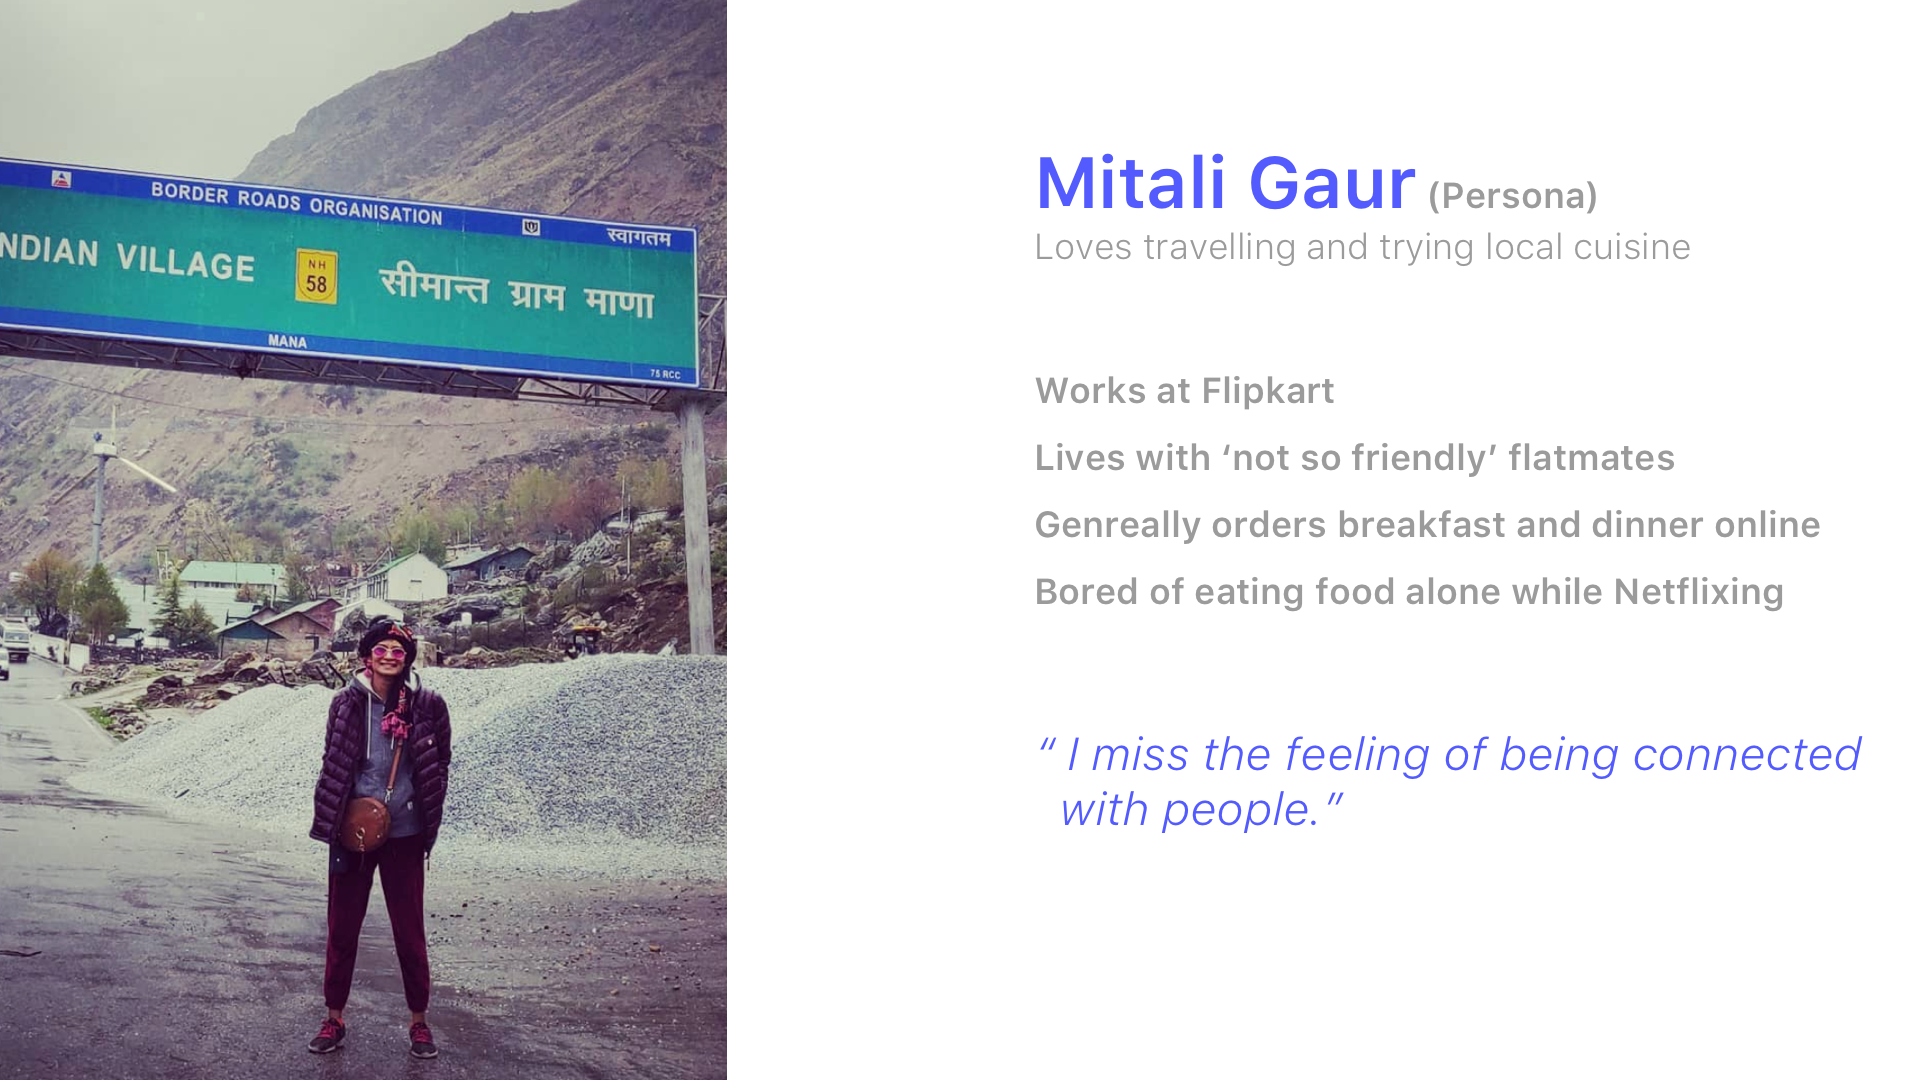 BORDER ROADS ORGANISATION
स्वागतम
NDIAN VILLAGE
NH
58
सीमान्त ग्राम माणा
MANA
75 RCC
Mitali Gaur (Persona)
Loves travelling and trying local cuisine
Works at Flipkart
Lives with ‘not so friendly’ flatmates
Genreally orders breakfast and dinner online
Bored of eating food alone while Netflixing
“ I miss the feeling of being connected
with people.”